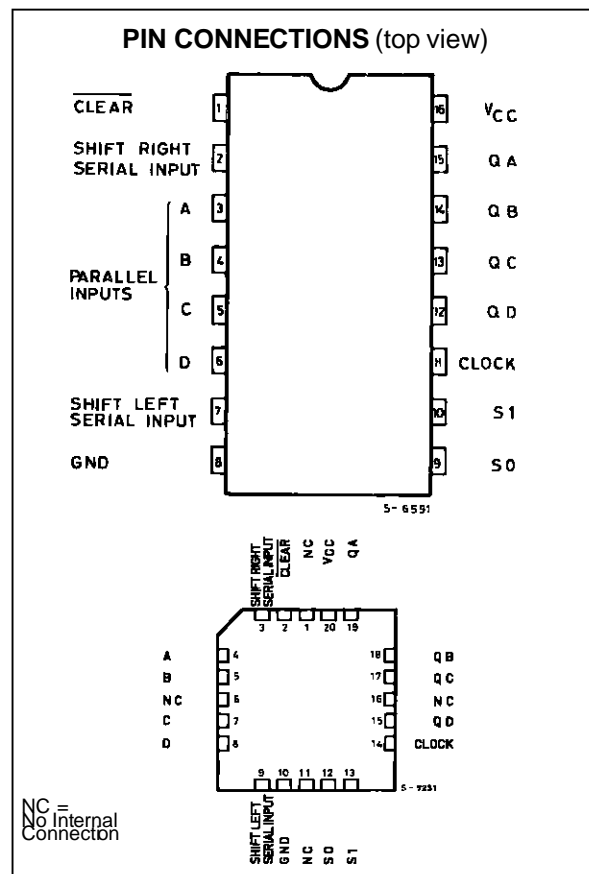 PIN CONNECTIONS (top view)
CLEAR 1 16 VCC
SHIFT RIGHT
SERIAL INPUT 2 15 QA
A 3 14 QB
B 4 13 QC
PARALLEL
INPUTS
C 5 12 QD
D 6 11 CLOCK
SHIFT LEFT
SERIAL INPUT 7 10 S1
GND 8 9 S0
S-6591
SHIFT RIGHT
SERIAL INPUT
CLEAR
NC
VCC
QA
3 2 1 20 19
A 4 18 QB
B 5 17 QC
NC 6 16 NC
C 7 15 QD
D 8 14 CLOCK
9 10 11 12 13
S-7231
SHIFT LEFT
SERIAL INPUT
GND
NC
S0
S1
NC =
No Internal
Connection